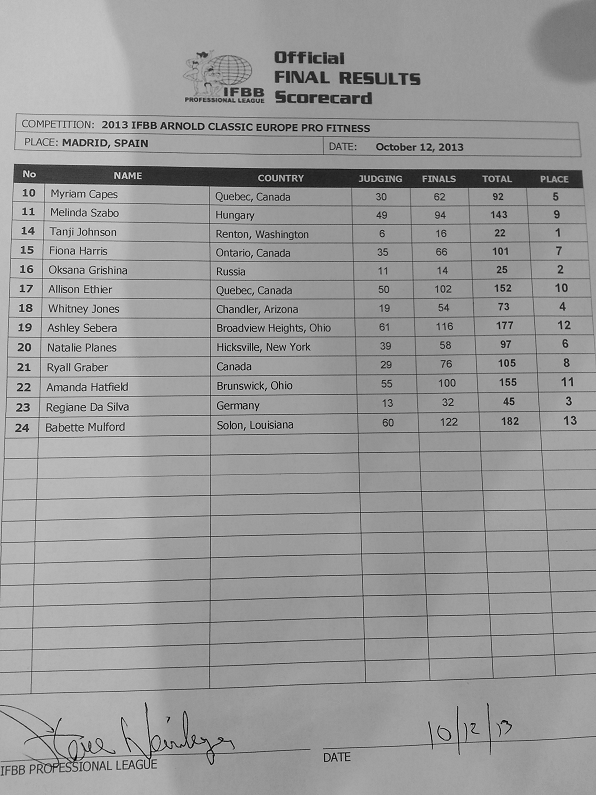 Official
FINAL RESULTS
IFBB
PROFESSIONAL LEAGUE
Scorecard
COMPETITION: 2013 IFBB ARNOLD CLASSIC EUROPE PRO FITNESS
PLACE: MADRID, SPAIN DATE: October 12, 2013
No NAME COUNTRY JUDGING FINALS TOTAL PLACE
10 Myriam Capes Quebec, Canada 30 62 92 5
11 Melinda Szabo Hungary 49 94 143 9
14 Tanji Johnson Renton, Washington 6 16 22 1
15 Fiona Harris Ontario, Canada 35 66 101 7
16 Oksana Grishina Russia 11 14 25 2
17 Allison Ethier Quebec, Canada 50 102 152 10
18 Whitney Jones Chandler, Arizona 19 54 73 4
19 Ashley Sebera Broadview Heights, Ohio 61 116 177 12
20 Natalie Planes Hicksville, New York 39 58 97 6
21 Ryall Graber Canada 29 76 105 8
22 Amanda Hatfield Brunswick, Ohio 55 100 155 11
23 Regiane Da Silva Germany 13 32 45 3
24 Babette Mulford Solon, Louisiana 60 122 182 13
10/12/13
IFBB PROFESSIONAL LEAGUE DATE